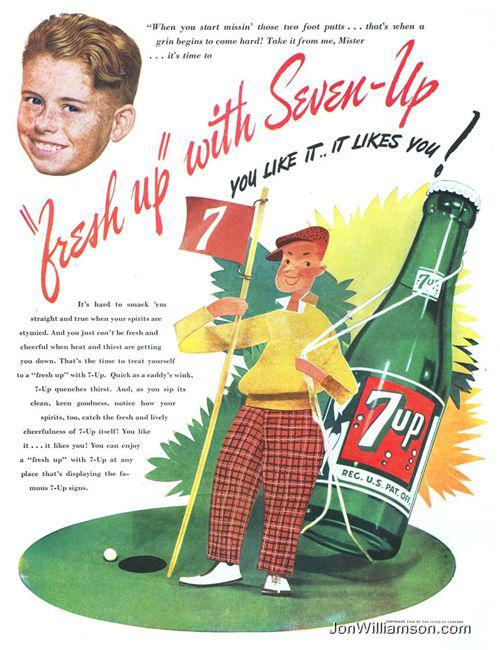 "When you start missin' those two foot putts . . . that's when a
grin begins to come hard! Take it from me, Mister
. . . it's time to
"fresh up" with Seven-Up
YOU LIKE IT.. IT LIKES YOU!
7
It's hard to smack 'em
straight and true when your spirits are
stymied. And you just can't be fresh and
cheerful when heat and thirst are getting
you down. That's the time to treat yourself
to a "fresh up" with 7-Up. Quick as a caddy's wink,
7-Up quenches thirst. And, as you sip its
clean, keen goodness, notice how your
spirits, too, catch the fresh and lively
cheerfulness of 7-Up itself! You like
it . . . it likes you! You can enjoy
a "fresh up" with 7-Up at any
place that's displaying the fa-
mous 7-Up signs.
7up
7up
REG. U.S. PAT. OFF.
JonWilliamson.com